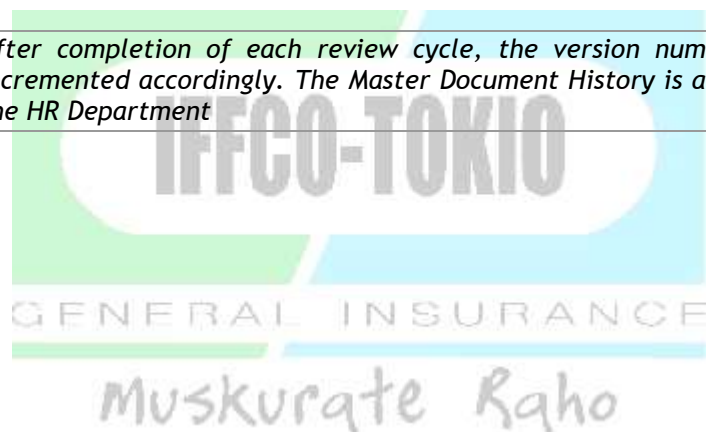 fter completion of each review cycle, the version num
cremented accordingly. The Master Document History is a
he HR Department
IFFCO-TOKIO
GENERAL INSURANCE
Muskurate Raho